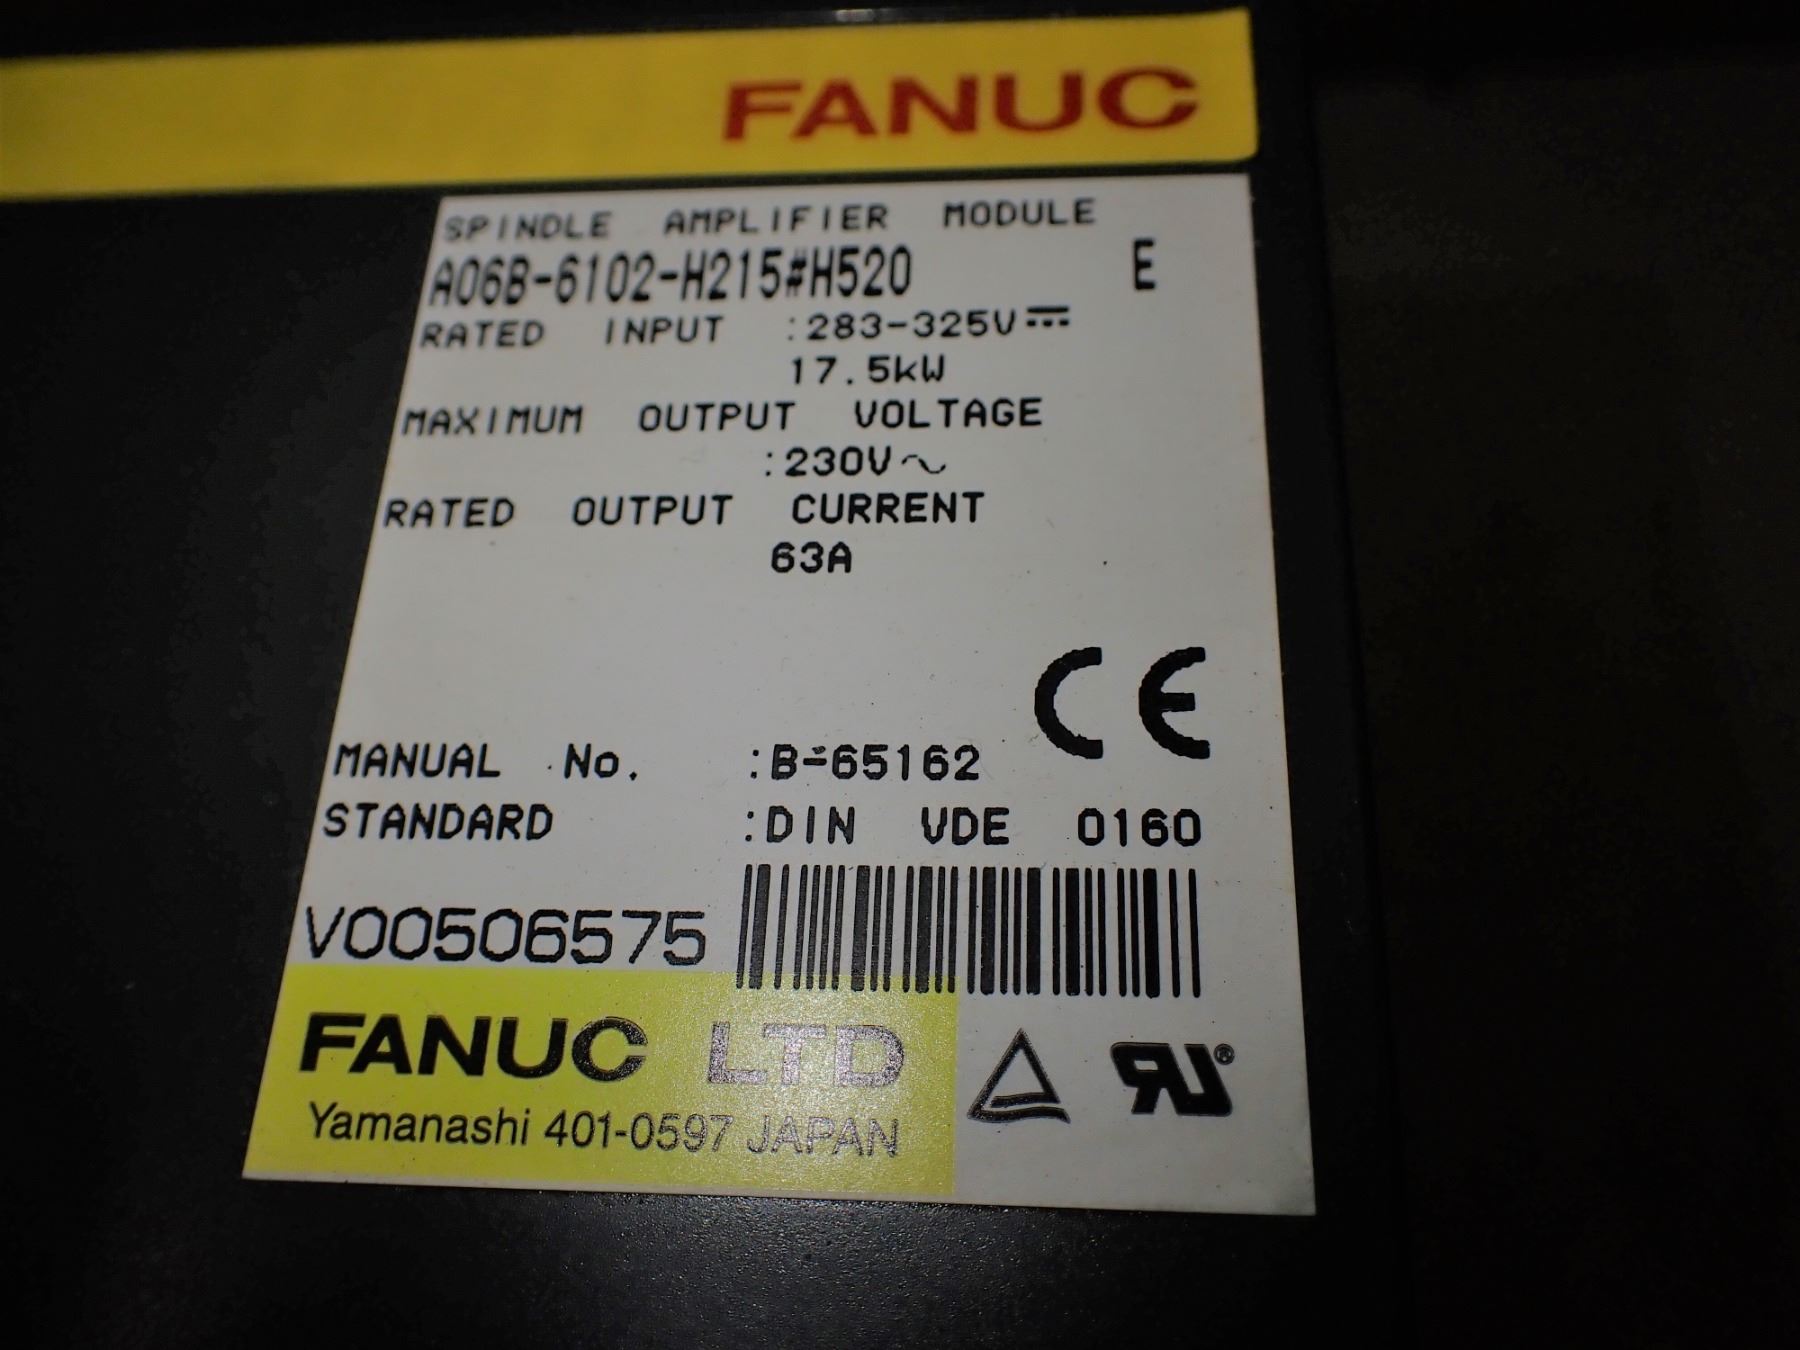 FANUC
SPINDLE AMPLIFIER MODULE
A06B-6102-H215#H520 E
RATED INPUT :283-325V⎓
17.5kW
MAXIMUM OUTPUT VOLTAGE
:230V～
RATED OUTPUT CURRENT
63A
CE
MANUAL No. :B-65162
STANDARD :DIN VDE 0160
V00506575
FANUC LTD
Yamanashi 401-0597 JAPAN
RU®